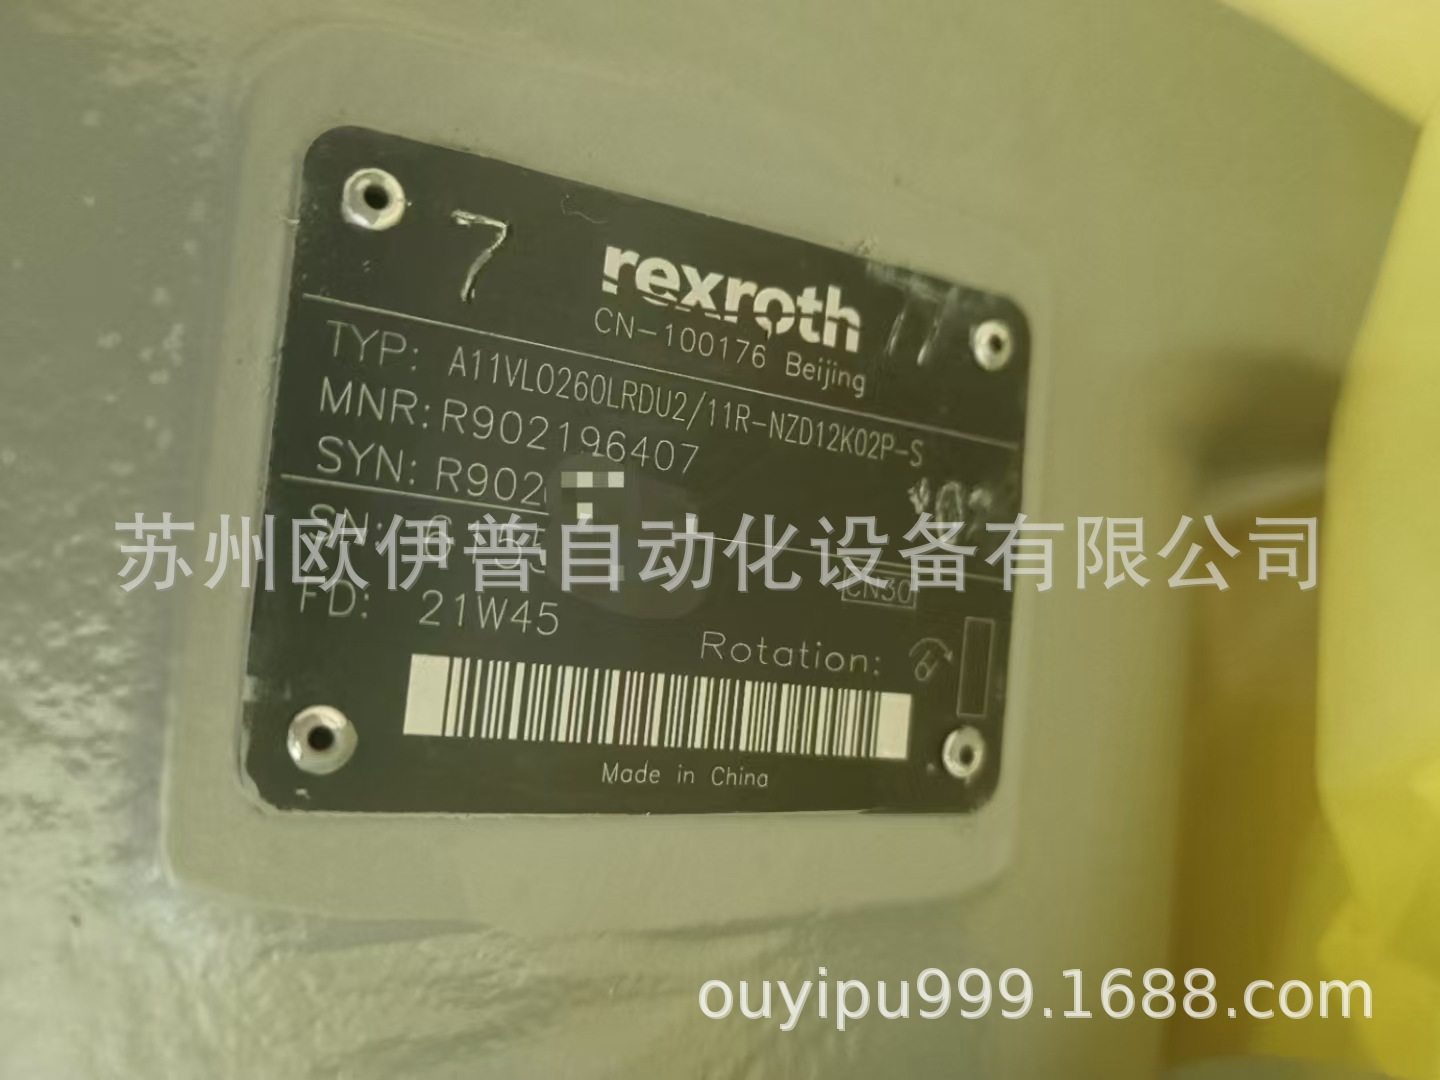 7
rexroth
CN-100176 Beijing
TYP: A11VLO260LRDU2/11R-NZD12K02P-S
MNR: R902196407
SYN: R902
SN:
苏州欧伊普自动化设备有限公司
CN30
FD: 21W45
Rotation:
Made in China
ouyipu999.1688.com